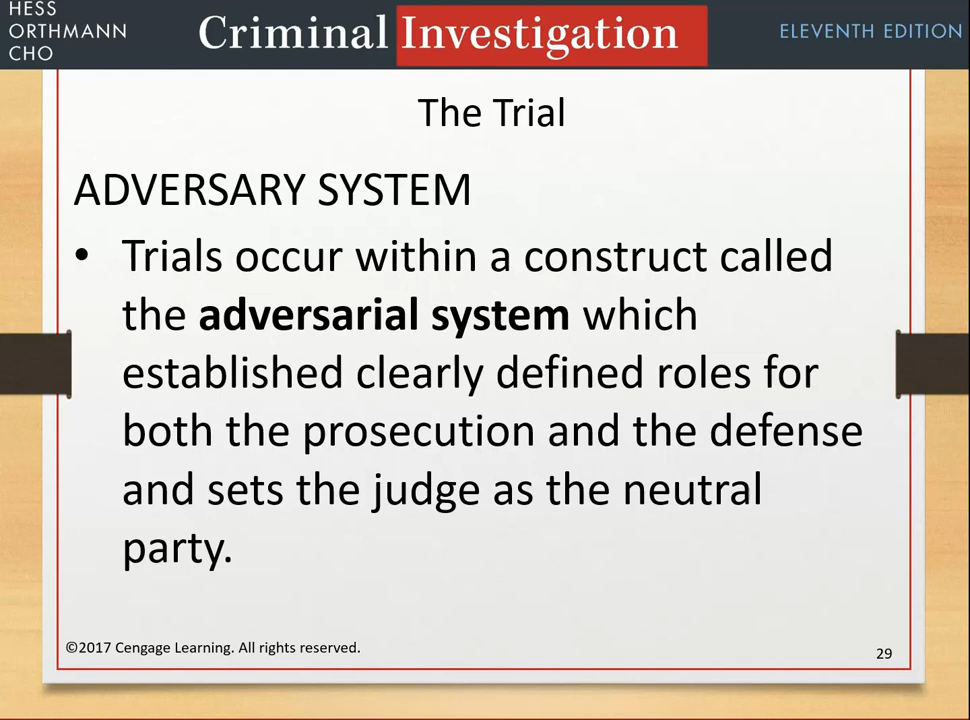 HESS
ORTHMANN
CHO
Criminal Investigation
ELEVENTH EDITION
The Trial
ADVERSARY SYSTEM
• Trials occur within a construct called
the adversarial system which
established clearly defined roles for
both the prosecution and the defense
and sets the judge as the neutral
party.
©2017 Cengage Learning. All rights reserved.
29